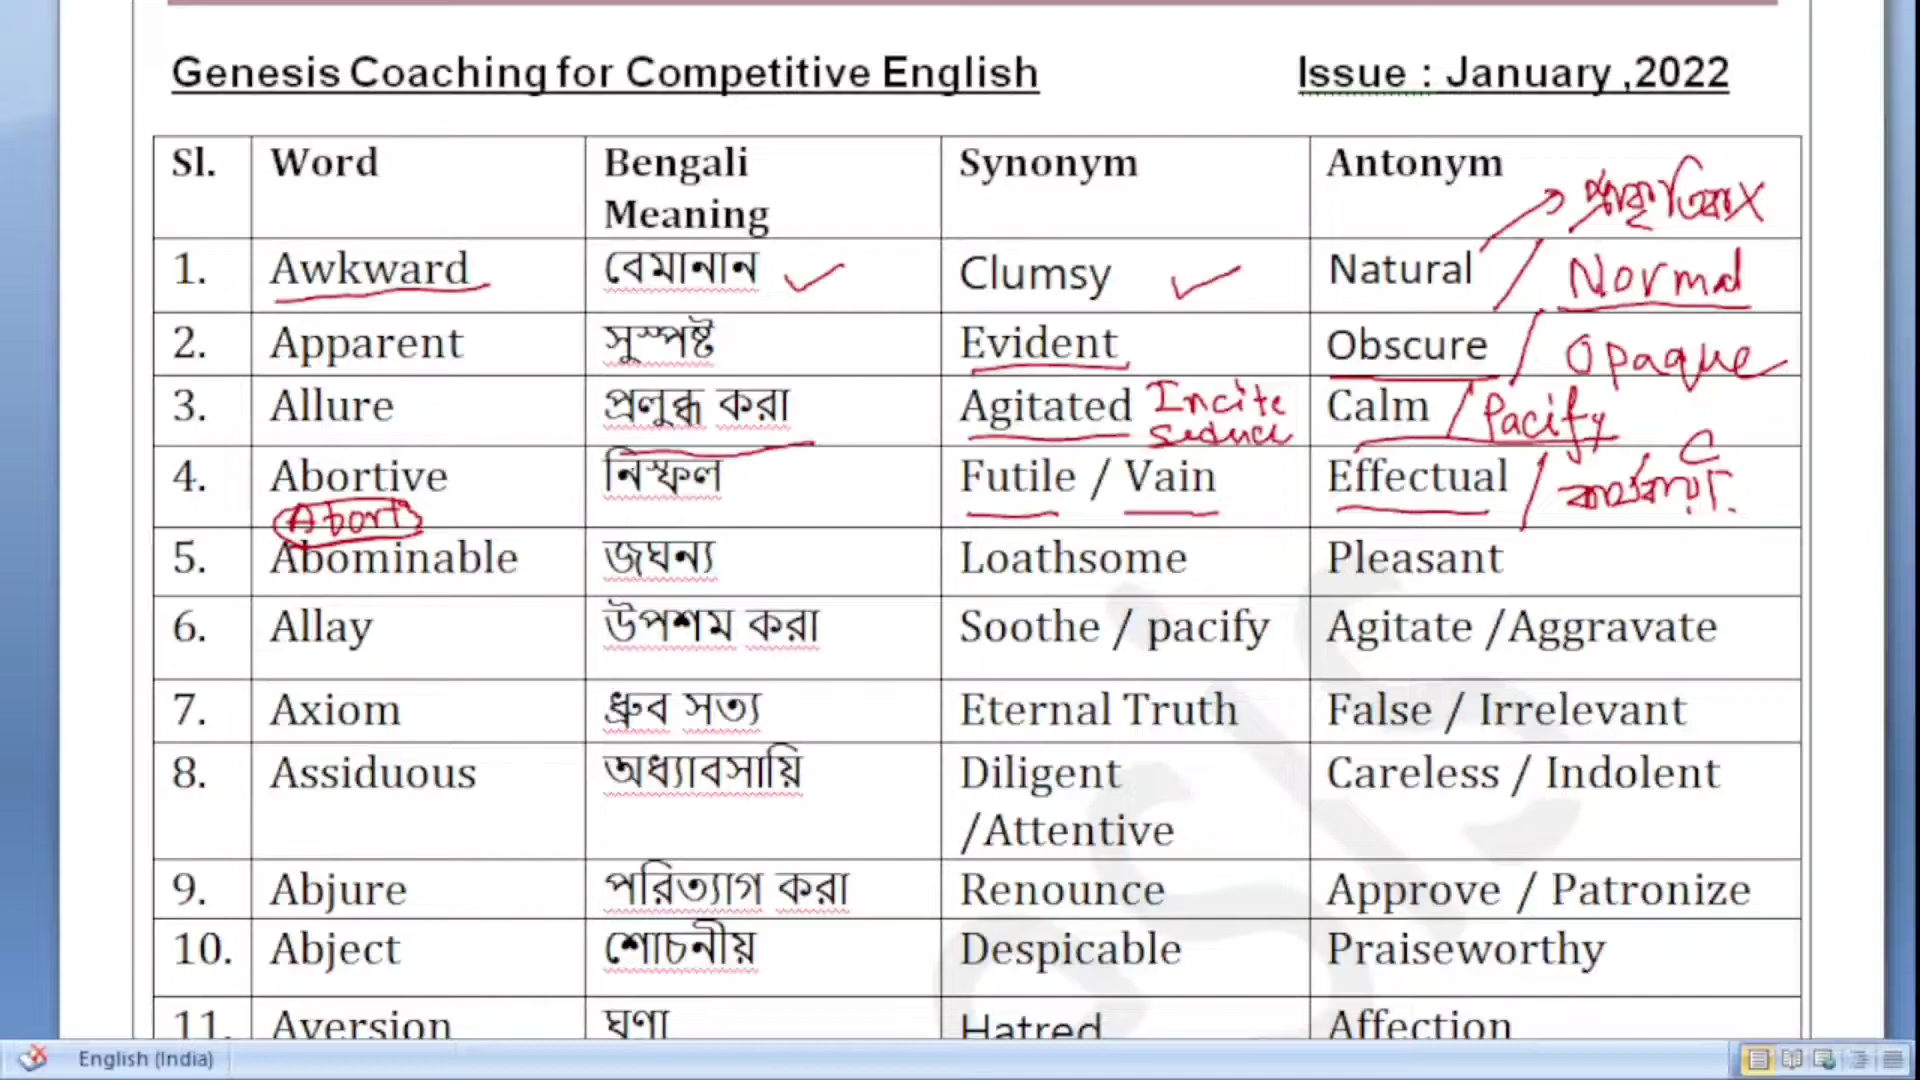 Genesis Coaching for Competitive English Issue : January ,2022
Sl. Word Bengali Meaning Synonym Antonym
1. Awkward বেমানান Clumsy Natural / Normal
2. Apparent সুস্পষ্ট Evident Obscure / Opaque
3. Allure প্রলুব্ধ করা Agitated Incite Seduce Calm / Pacify
4. Abortive নিস্ফল Futile / Vain Effectual /
Abort
5. Abominable জঘন্য Loathsome Pleasant
6. Allay উপশম করা Soothe / pacify Agitate /Aggravate
7. Axiom ধ্রুব সত্য Eternal Truth False / Irrelevant
8. Assiduous অধ্যাবসায়ি Diligent /Attentive Careless / Indolent
9. Abjure পরিত্যাগ করা Renounce Approve / Patronize
10. Abject শোচনীয় Despicable Praiseworthy
11. Aversion ঘৃণা Hatred Affection
English (India)